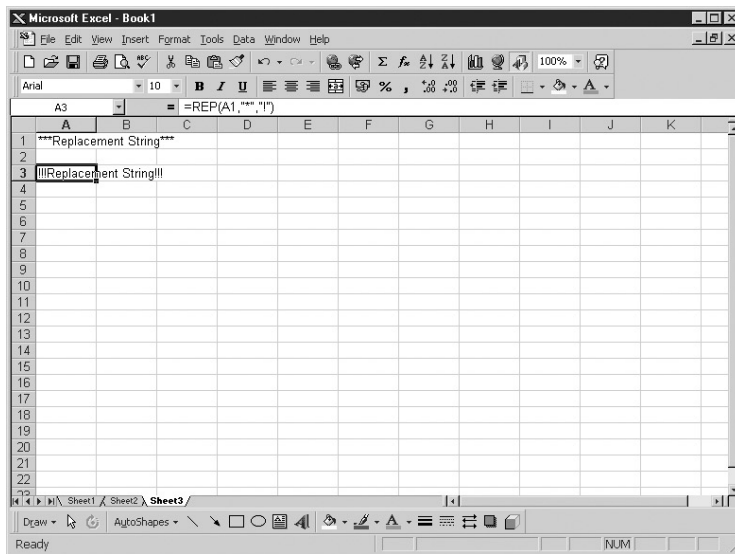 Microsoft Excel - Book1
File Edit View Insert Format Tools Data Window Help
100%
Arial 10 B I U % ,
A3 = =REP(A1,"*","!")
A B C D E F G H I J K
1 ***Replacement String***
2
3 !!!Replacement String!!!
4
5
6
7
8
9
10
11
12
13
14
15
16
17
18
19
20
21
22
23
Sheet1 Sheet2 Sheet3
Draw AutoShapes
Ready NUM